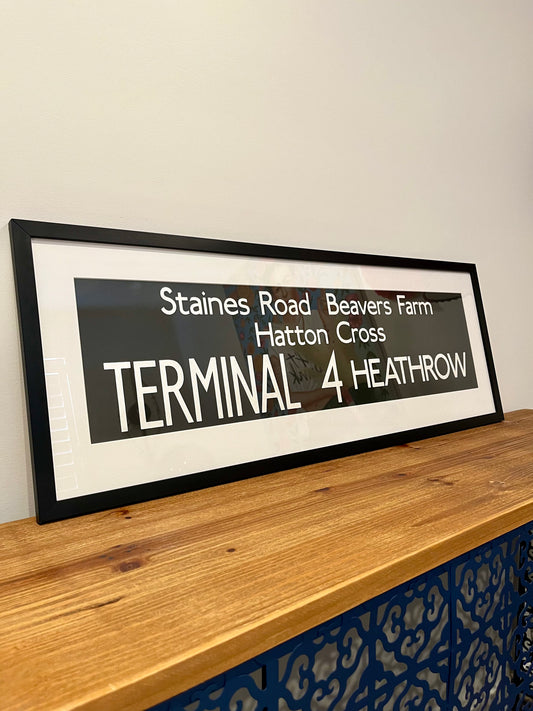 Staines Road Beavers Farm
Hatton Cross
TERMINAL 4 HEATHROW